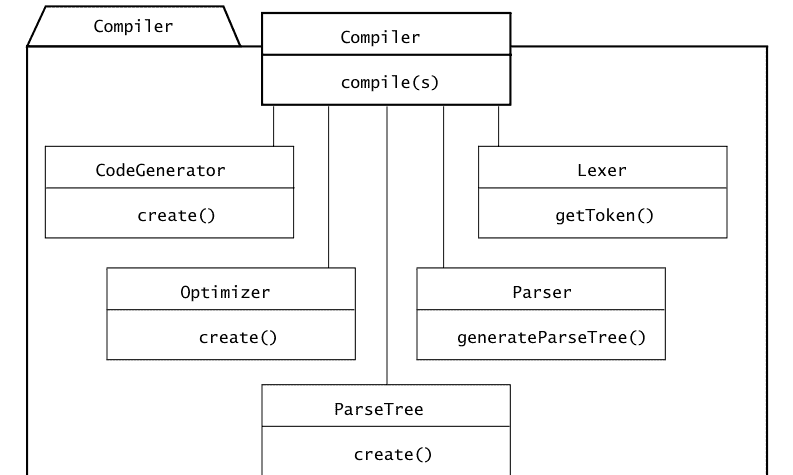 Compiler
Compiler
compile(s)
CodeGenerator
create()
Lexer
getToken()
Optimizer
create()
Parser
generateParseTree()
ParseTree
create()